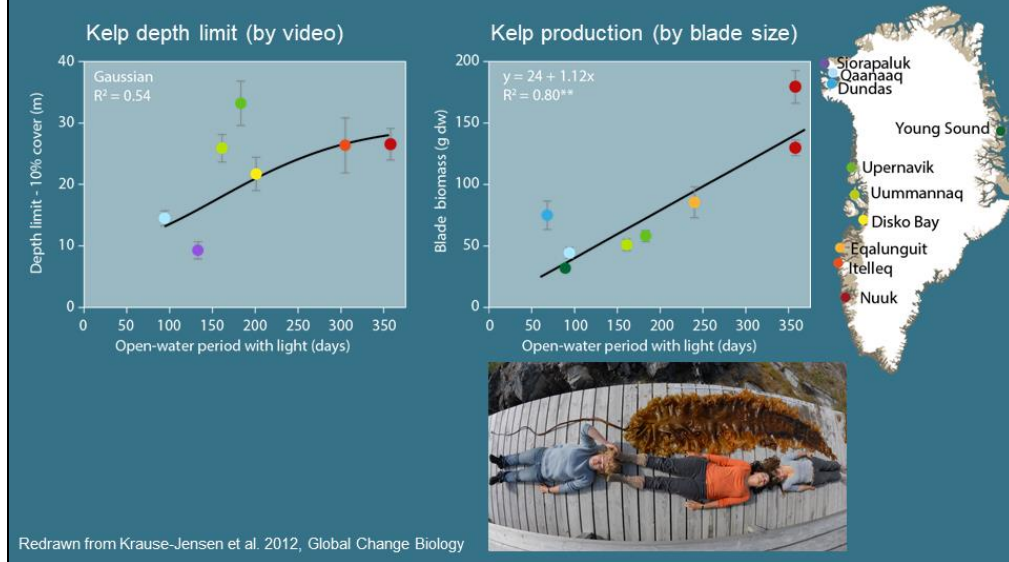 Kelp depth limit (by video)
Gaussian
R² = 0.54
Depth limit - 10% cover (m)
40
30
20
10
0
0 50 100 150 200 250 300 350
Open-water period with light (days)
Kelp production (by blade size)
y = 24 + 1.12x
R² = 0.80**
Blade biomass (g dw)
200
150
100
50
0
0 50 100 150 200 250 300 350
Open-water period with light (days)
Siorapaluk
Qaanaaq
Dundas
Young Sound
Upernavik
Uummannaq
Disko Bay
Eqalunguit
Itelleq
Nuuk
Redrawn from Krause-Jensen et al. 2012, Global Change Biology